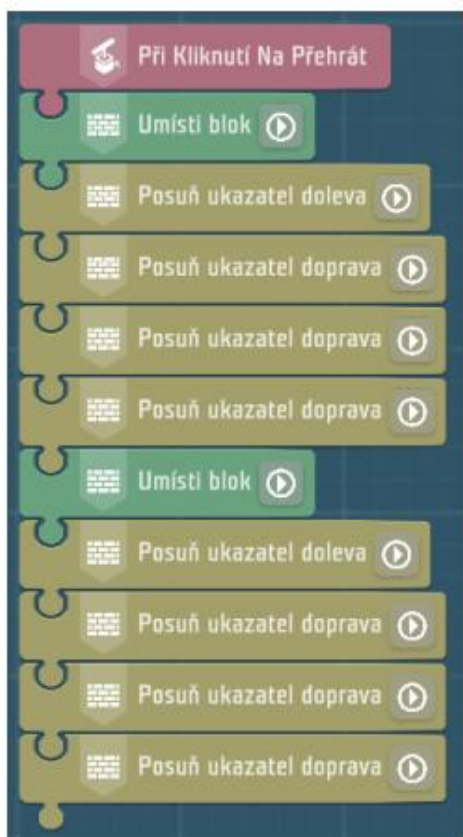 Při Kliknutí Na Přehrát
Umísti blok
Posuň ukazatel doleva
Posuň ukazatel doprava
Posuň ukazatel doprava
Posuň ukazatel doprava
Umísti blok
Posuň ukazatel doleva
Posuň ukazatel doprava
Posuň ukazatel doprava
Posuň ukazatel doprava